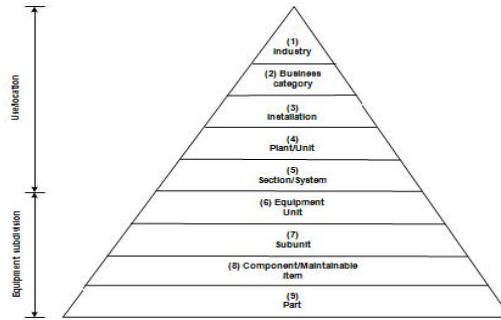 (1)
Industry
(2) Business
category
(3)
Installation
(4)
Plant/Unit
(5)
Section/System
(6) Equipment
Unit
(7)
Subunit
(8) Component/Maintainable
Item
(9)
Part
Use/location
Equipment subdivision